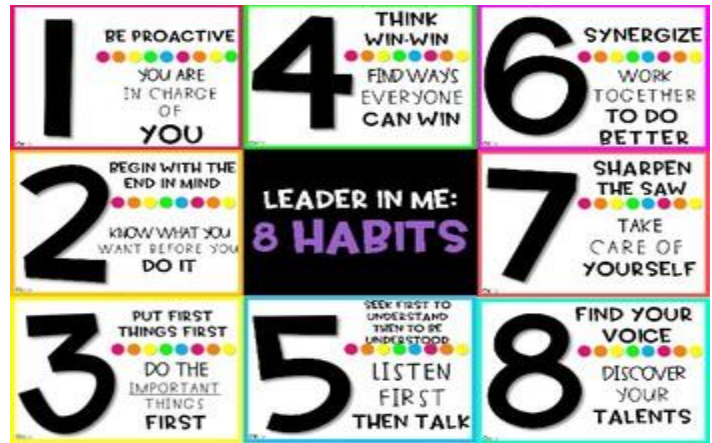 1
BE PROACTIVE
YOU ARE
IN CHARGE
OF
YOU
4
THINK
WIN-WIN
FIND WAYS
EVERYONE
CAN WIN
6
SYNERGIZE
WORK
TOGETHER
TO DO
BETTER
2
BEGIN WITH THE
END IN MIND
KNOW WHAT YOU
WANT BEFORE YOU
DO IT
LEADER IN ME:
8 HABITS
7
SHARPEN
THE SAW
TAKE
CARE OF
YOURSELF
3
PUT FIRST
THINGS FIRST
DO THE
IMPORTANT
THINGS
FIRST
5
SEEK FIRST TO
UNDERSTAND
THEN TO BE
UNDERSTOOD
LISTEN
FIRST
THEN TALK
8
FIND YOUR
VOICE
DISCOVER
YOUR
TALENTS